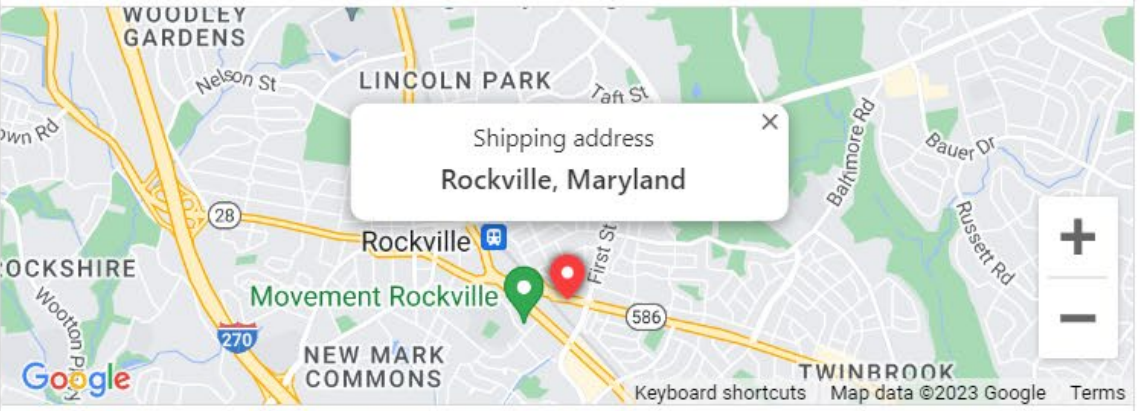 WOODLEY
GARDENS
Nelson St
LINCOLN PARK
Taft St
own Rd
Shipping address
Rockville, Maryland
Baltimore Rd
Bauer Dr
28
Rockville
First St
Russett Rd
OCKSHIRE
Movement Rockville
Wootton P
586
270
NEW MARK
COMMONS
TWINBROOK
Google
Keyboard shortcuts
Map data ©2023 Google
Terms